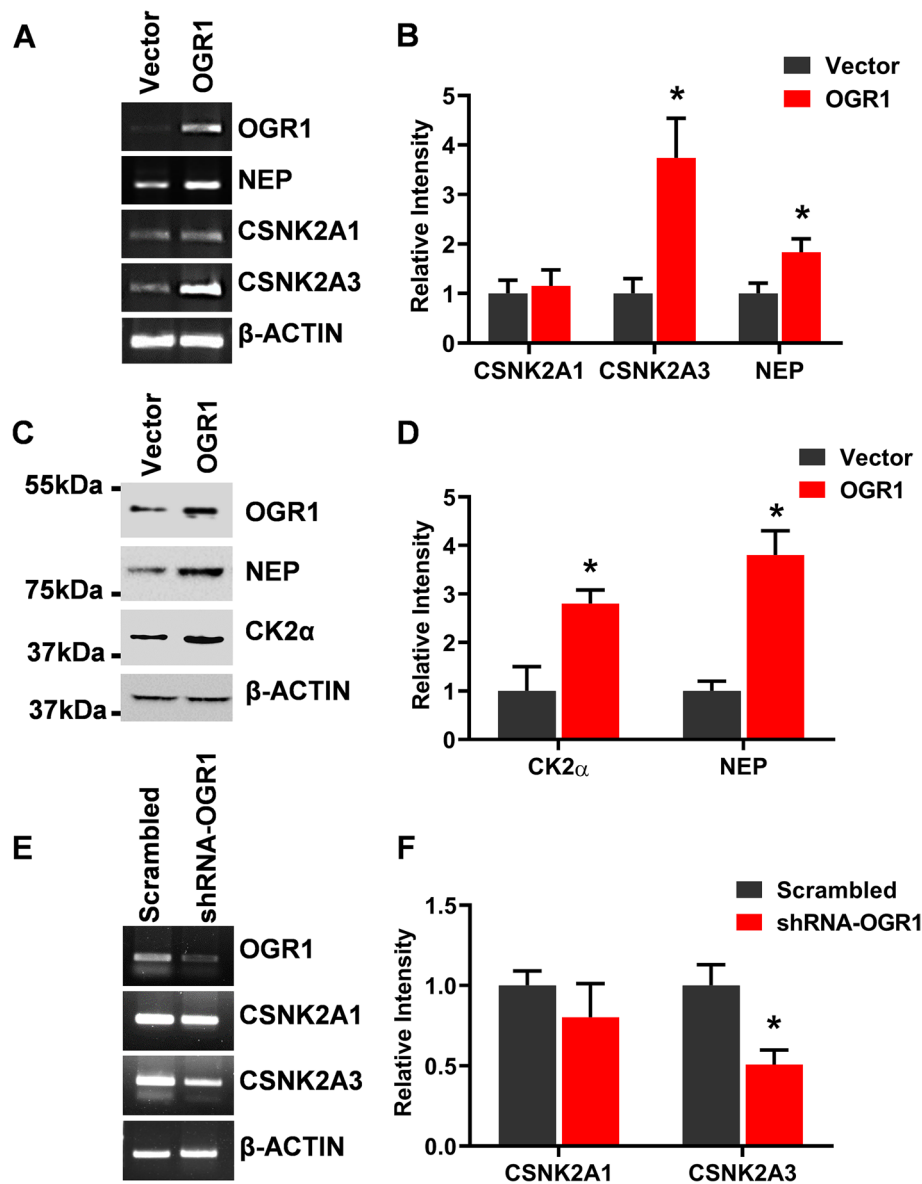 A
Vector
OGR1
OGR1
NEP
CSNK2A1
CSNK2A3
β-ACTIN
B
Vector
OGR1
Relative Intensity
5
4
3
2
1
0
*
*
CSNK2A1 CSNK2A3 NEP
C
Vector
OGR1
55kDa
OGR1
NEP
75kDa
CK2α
37kDa
β-ACTIN
37kDa
D
Vector
OGR1
Relative Intensity
5
4
3
2
1
0
*
*
CK2α NEP
E
Scrambled
shRNA-OGR1
OGR1
CSNK2A1
CSNK2A3
β-ACTIN
F
Scrambled
shRNA-OGR1
Relative Intensity
1.5
1.0
0.5
0.0
*
CSNK2A1 CSNK2A3